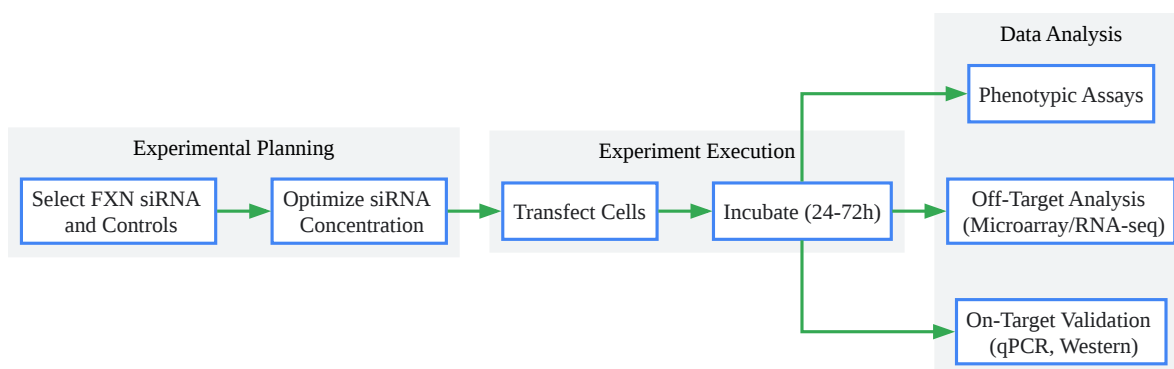 Experimental Planning
Select FXN siRNA
and Controls
Optimize siRNA
Concentration
Experiment Execution
Transfect Cells
Incubate (24-72h)
Data Analysis
Phenotypic Assays
Off-Target Analysis
(Microarray/RNA-seq)
On-Target Validation
(qPCR, Western)